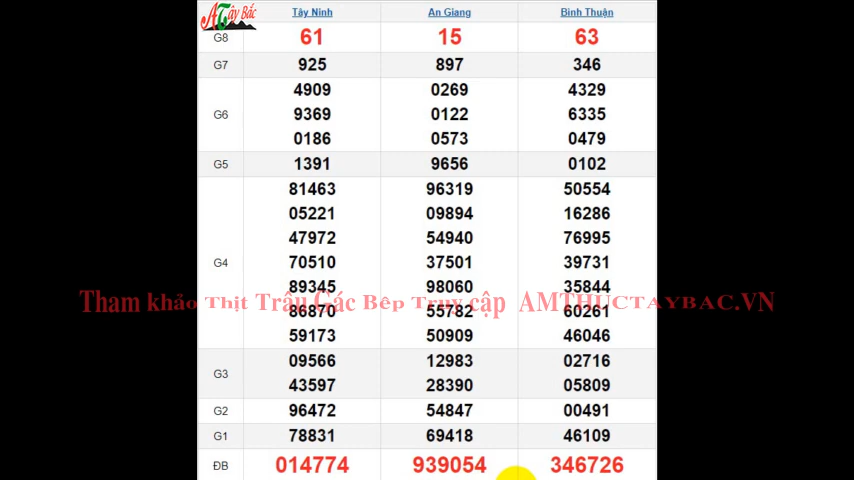 Tây Bắc
Tây Ninh An Giang Bình Thuận
G8 61 15 63
G7 925 897 346
4909 0269 4329
G6 9369 0122 6335
0186 0573 0479
G5 1391 9656 0102
81463 96319 50554
05221 09894 16286
47972 54940 76995
G4 70510 37501 39731
89345 98060 35844
Tham khảo Thịt Trâu Gác Bếp Truy cập AMTHUCTAYBAC.VN
86870 55782 60261
59173 50909 46046
G3 09566 12983 02716
43597 28390 05809
G2 96472 54847 00491
G1 78831 69418 46109
ĐB 014774 939054 346726